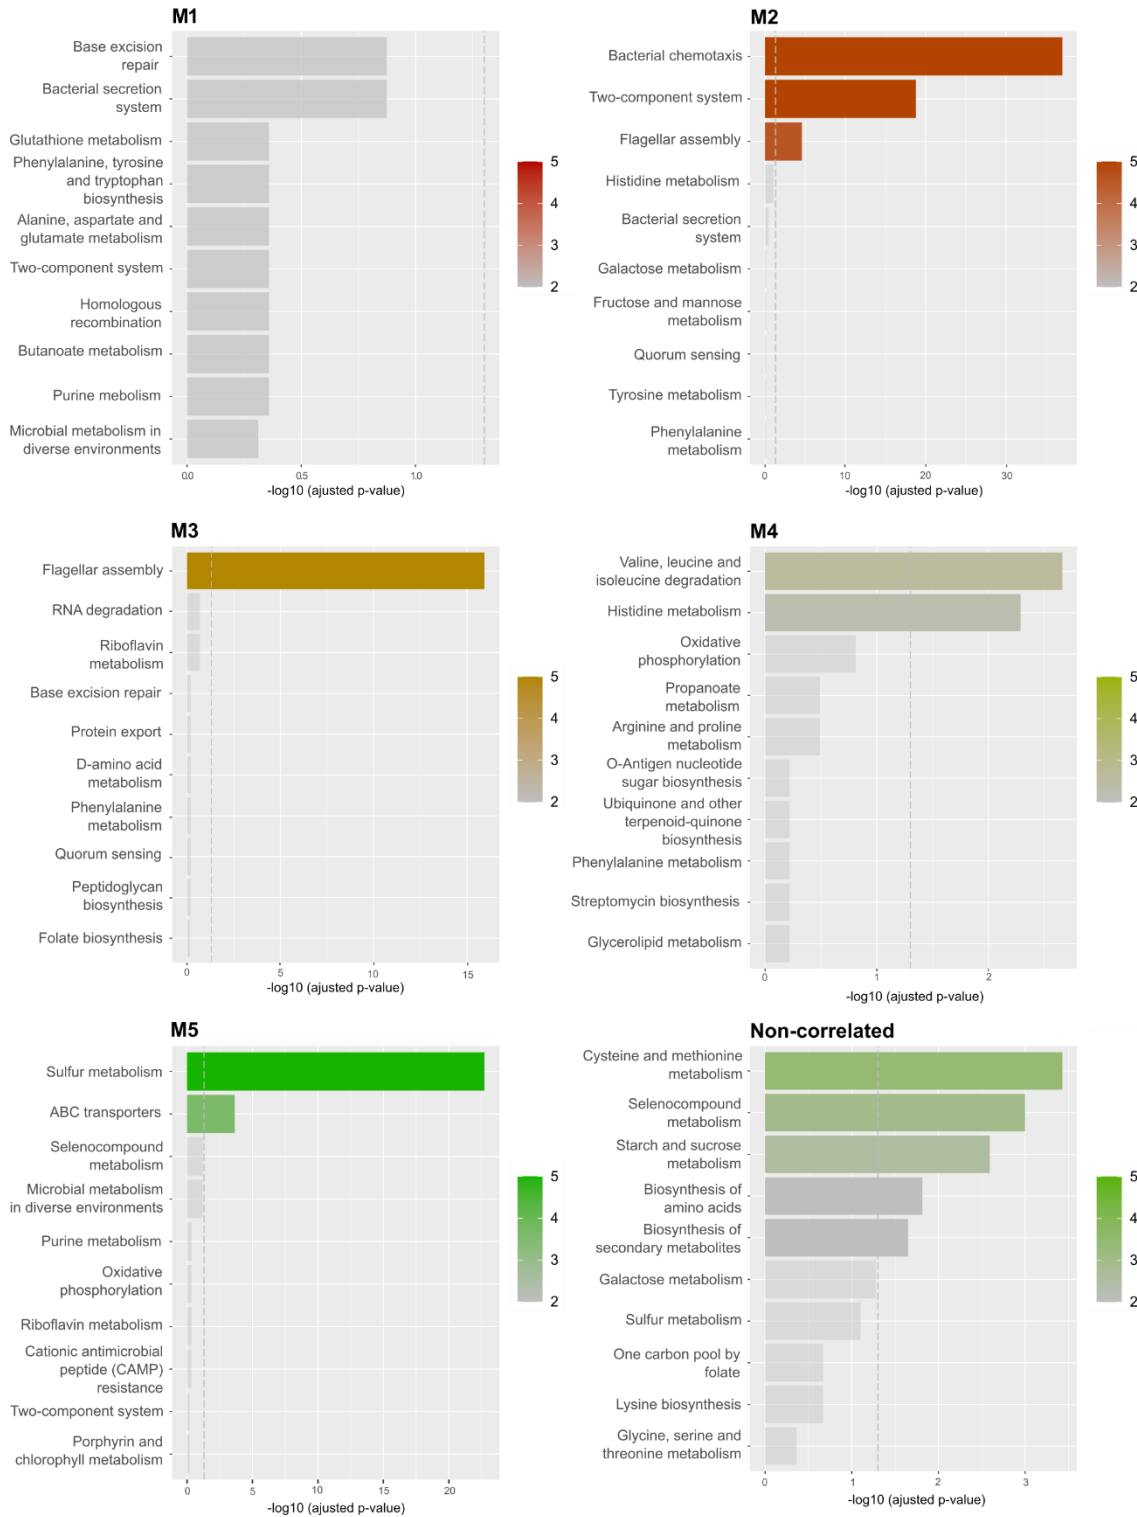 M1
Base excision
repair
Bacterial secretion
system
Glutathione metabolism
Phenylalanine, tyrosine
and tryptophan
biosynthesis
Alanine, aspartate and
glutamate metabolism
Two-component system
Homologous
recombination
Butanoate metabolism
Purine mebolism
Microbial metabolism in
diverse environments
0.0 0.5 1.0
-log10 (ajusted p-value)
5
4
3
2
M2
Bacterial chemotaxis
Two-component system
Flagellar assembly
Histidine metabolism
Bacterial secretion
system
Galactose metabolism
Fructose and mannose
metabolism
Quorum sensing
Tyrosine metabolism
Phenylalanine
metabolism
0 10 20 30
-log10 (ajusted p-value)
5
4
3
2
M3
Flagellar assembly
RNA degradation
Riboflavin
metabolism
Base excision repair
Protein export
D-amino acid
metabolism
Phenylalanine
metabolism
Quorum sensing
Peptidoglycan
biosynthesis
Folate biosynthesis
0 5 10 15
-log10 (ajusted p-value)
5
4
3
2
M4
Valine, leucine and
isoleucine degradation
Histidine metabolism
Oxidative
phosphorylation
Propanoate
metabolism
Arginine and proline
metabolism
O-Antigen nucleotide
sugar biosynthesis
Ubiquinone and other
terpenoid-quinone
biosynthesis
Phenylalanine metabolism
Streptomycin biosynthesis
Glycerolipid metabolism
0 1 2
-log10 (ajusted p-value)
5
4
3
2
M5
Sulfur metabolism
ABC transporters
Selenocompound
metabolism
Microbial metabolism
in diverse environments
Purine metabolism
Oxidative
phosphorylation
Riboflavin metabolism
Cationic antimicrobial
peptide (CAMP)
resistance
Two-component system
Porphyrin and
chlorophyll metabolism
0 5 10 15 20
-log10 (ajusted p-value)
5
4
3
2
Non-correlated
Cysteine and methionine
metabolism
Selenocompound
metabolism
Starch and sucrose
metabolism
Biosynthesis of
amino acids
Biosynthesis of
secondary metabolites
Galactose metabolism
Sulfur metabolism
One carbon pool by
folate
Lysine biosynthesis
Glycine, serine and
threonine metabolism
0 1 2 3
-log10 (ajusted p-value)
5
4
3
2